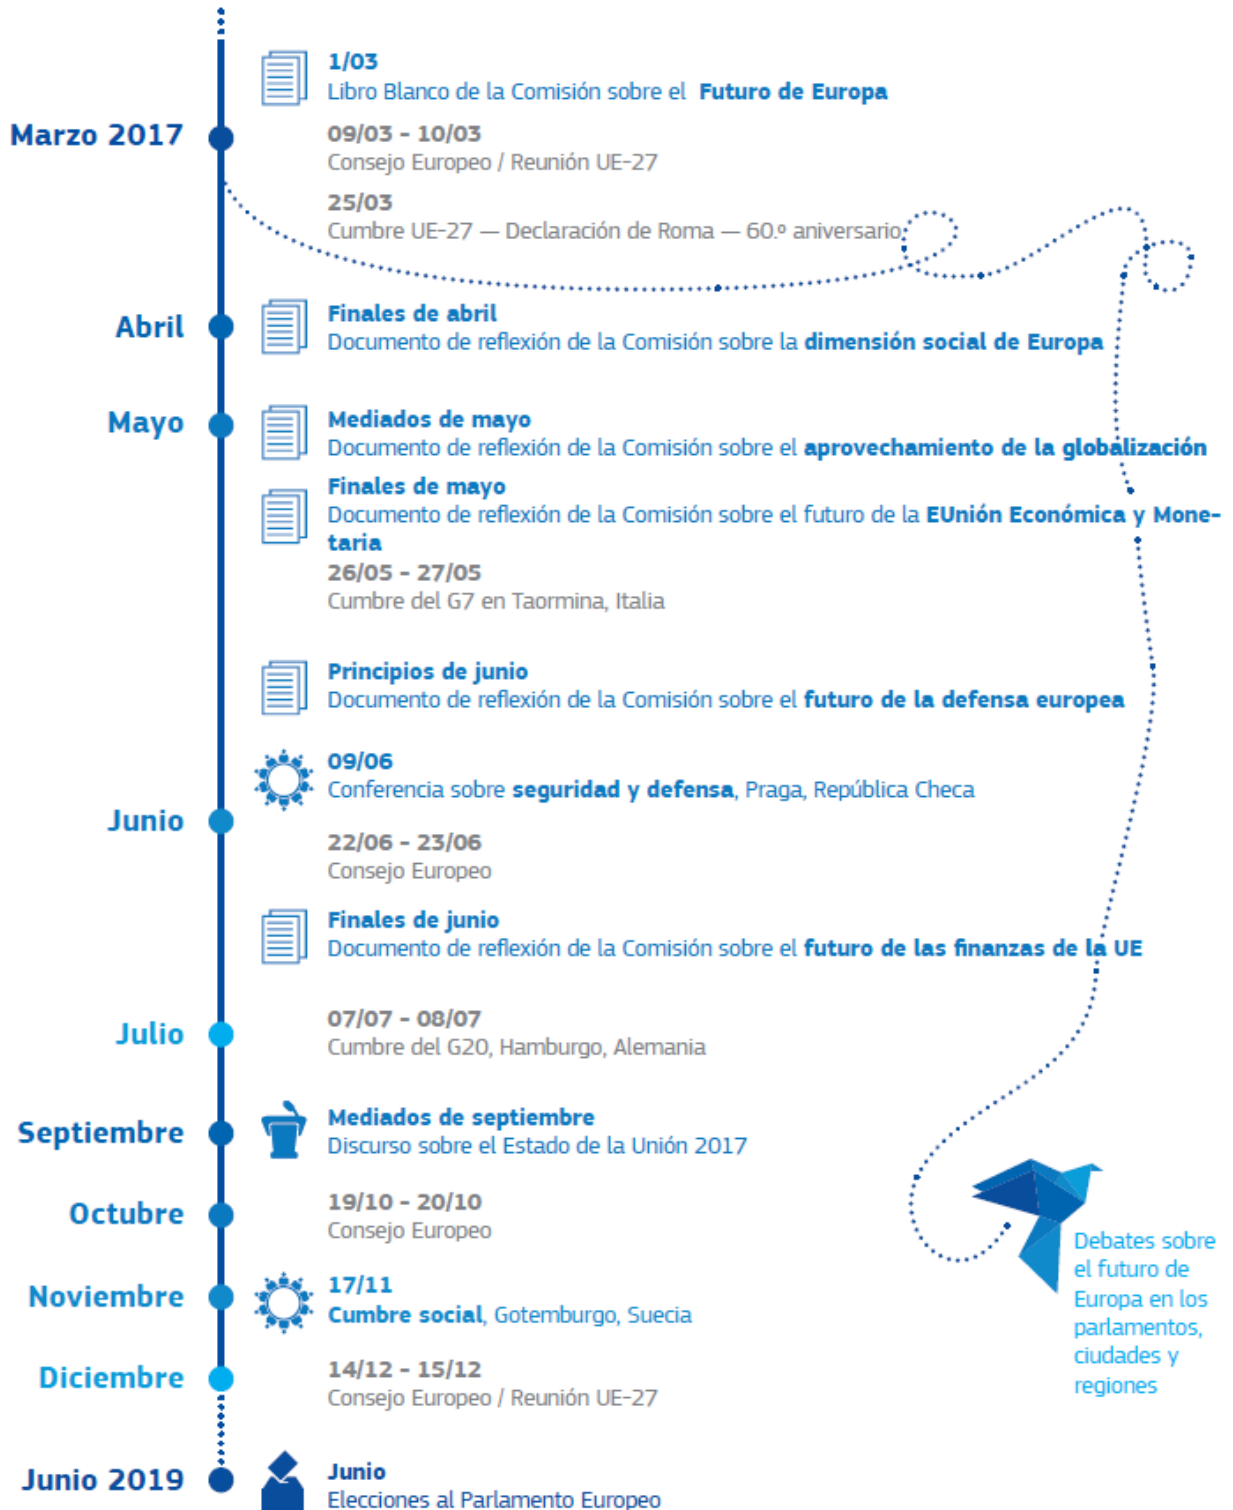 Marzo 2017
1/03
Libro Blanco de la Comisión sobre el Futuro de Europa
09/03 - 10/03
Consejo Europeo / Reunión UE-27
25/03
Cumbre UE-27 — Declaración de Roma — 60.º aniversario
Abril
Finales de abril
Documento de reflexión de la Comisión sobre la dimensión social de Europa
Mayo
Mediados de mayo
Documento de reflexión de la Comisión sobre el aprovechamiento de la globalización
Finales de mayo
Documento de reflexión de la Comisión sobre el futuro de la EUnión Económica y Mone-
taria
26/05 - 27/05
Cumbre del G7 en Taormina, Italia
Junio
Principios de junio
Documento de reflexión de la Comisión sobre el futuro de la defensa europea
09/06
Conferencia sobre seguridad y defensa, Praga, República Checa
22/06 - 23/06
Consejo Europeo
Finales de junio
Documento de reflexión de la Comisión sobre el futuro de las finanzas de la UE
Julio
07/07 - 08/07
Cumbre del G20, Hamburgo, Alemania
Septiembre
Mediados de septiembre
Discurso sobre el Estado de la Unión 2017
Octubre
19/10 - 20/10
Consejo Europeo
Noviembre
17/11
Cumbre social, Gotemburgo, Suecia
Diciembre
14/12 - 15/12
Consejo Europeo / Reunión UE-27
Junio 2019
Junio
Elecciones al Parlamento Europeo
Debates sobre
el futuro de
Europa en los
parlamentos,
ciudades y
regiones